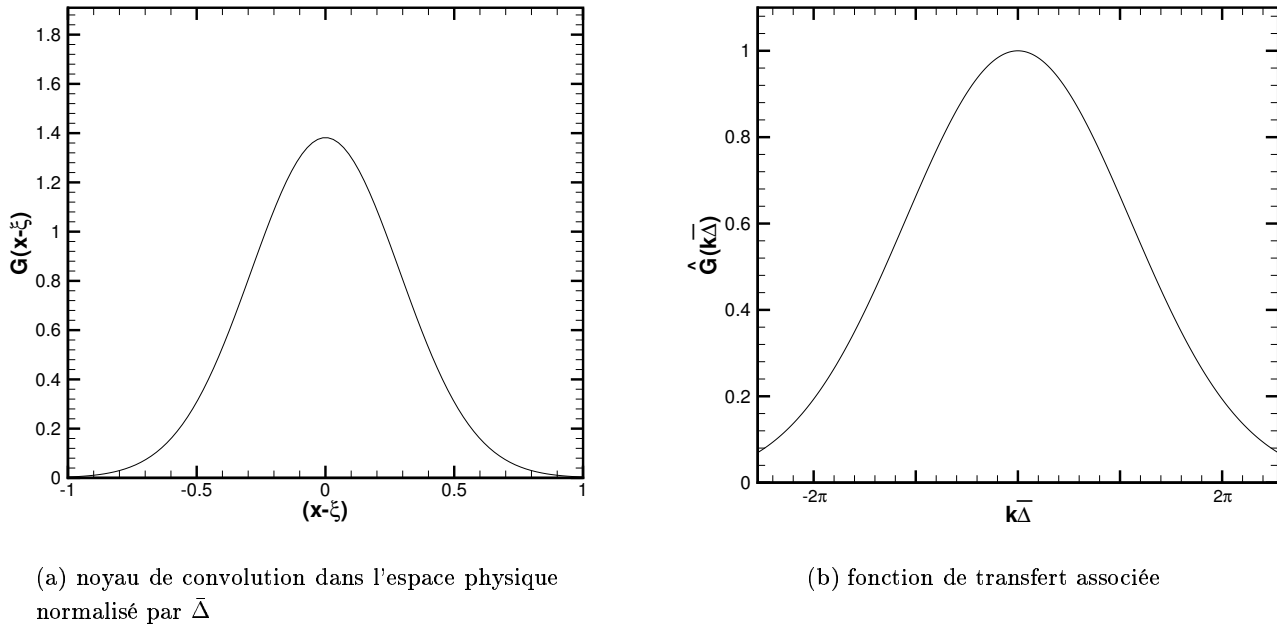 1.8
1.6
1.4
1.2
1
0.8
0.6
0.4
0.2
0
G(x-ξ)
-1 -0.5 0 0.5 1
(x-ξ)
(a) noyau de convolution dans l'espace physique
normalisé par Δ̄
1
0.8
0.6
0.4
0.2
0
Ĝ(kΔ̅)
-2π 2π
kΔ̅
(b) fonction de transfert associée